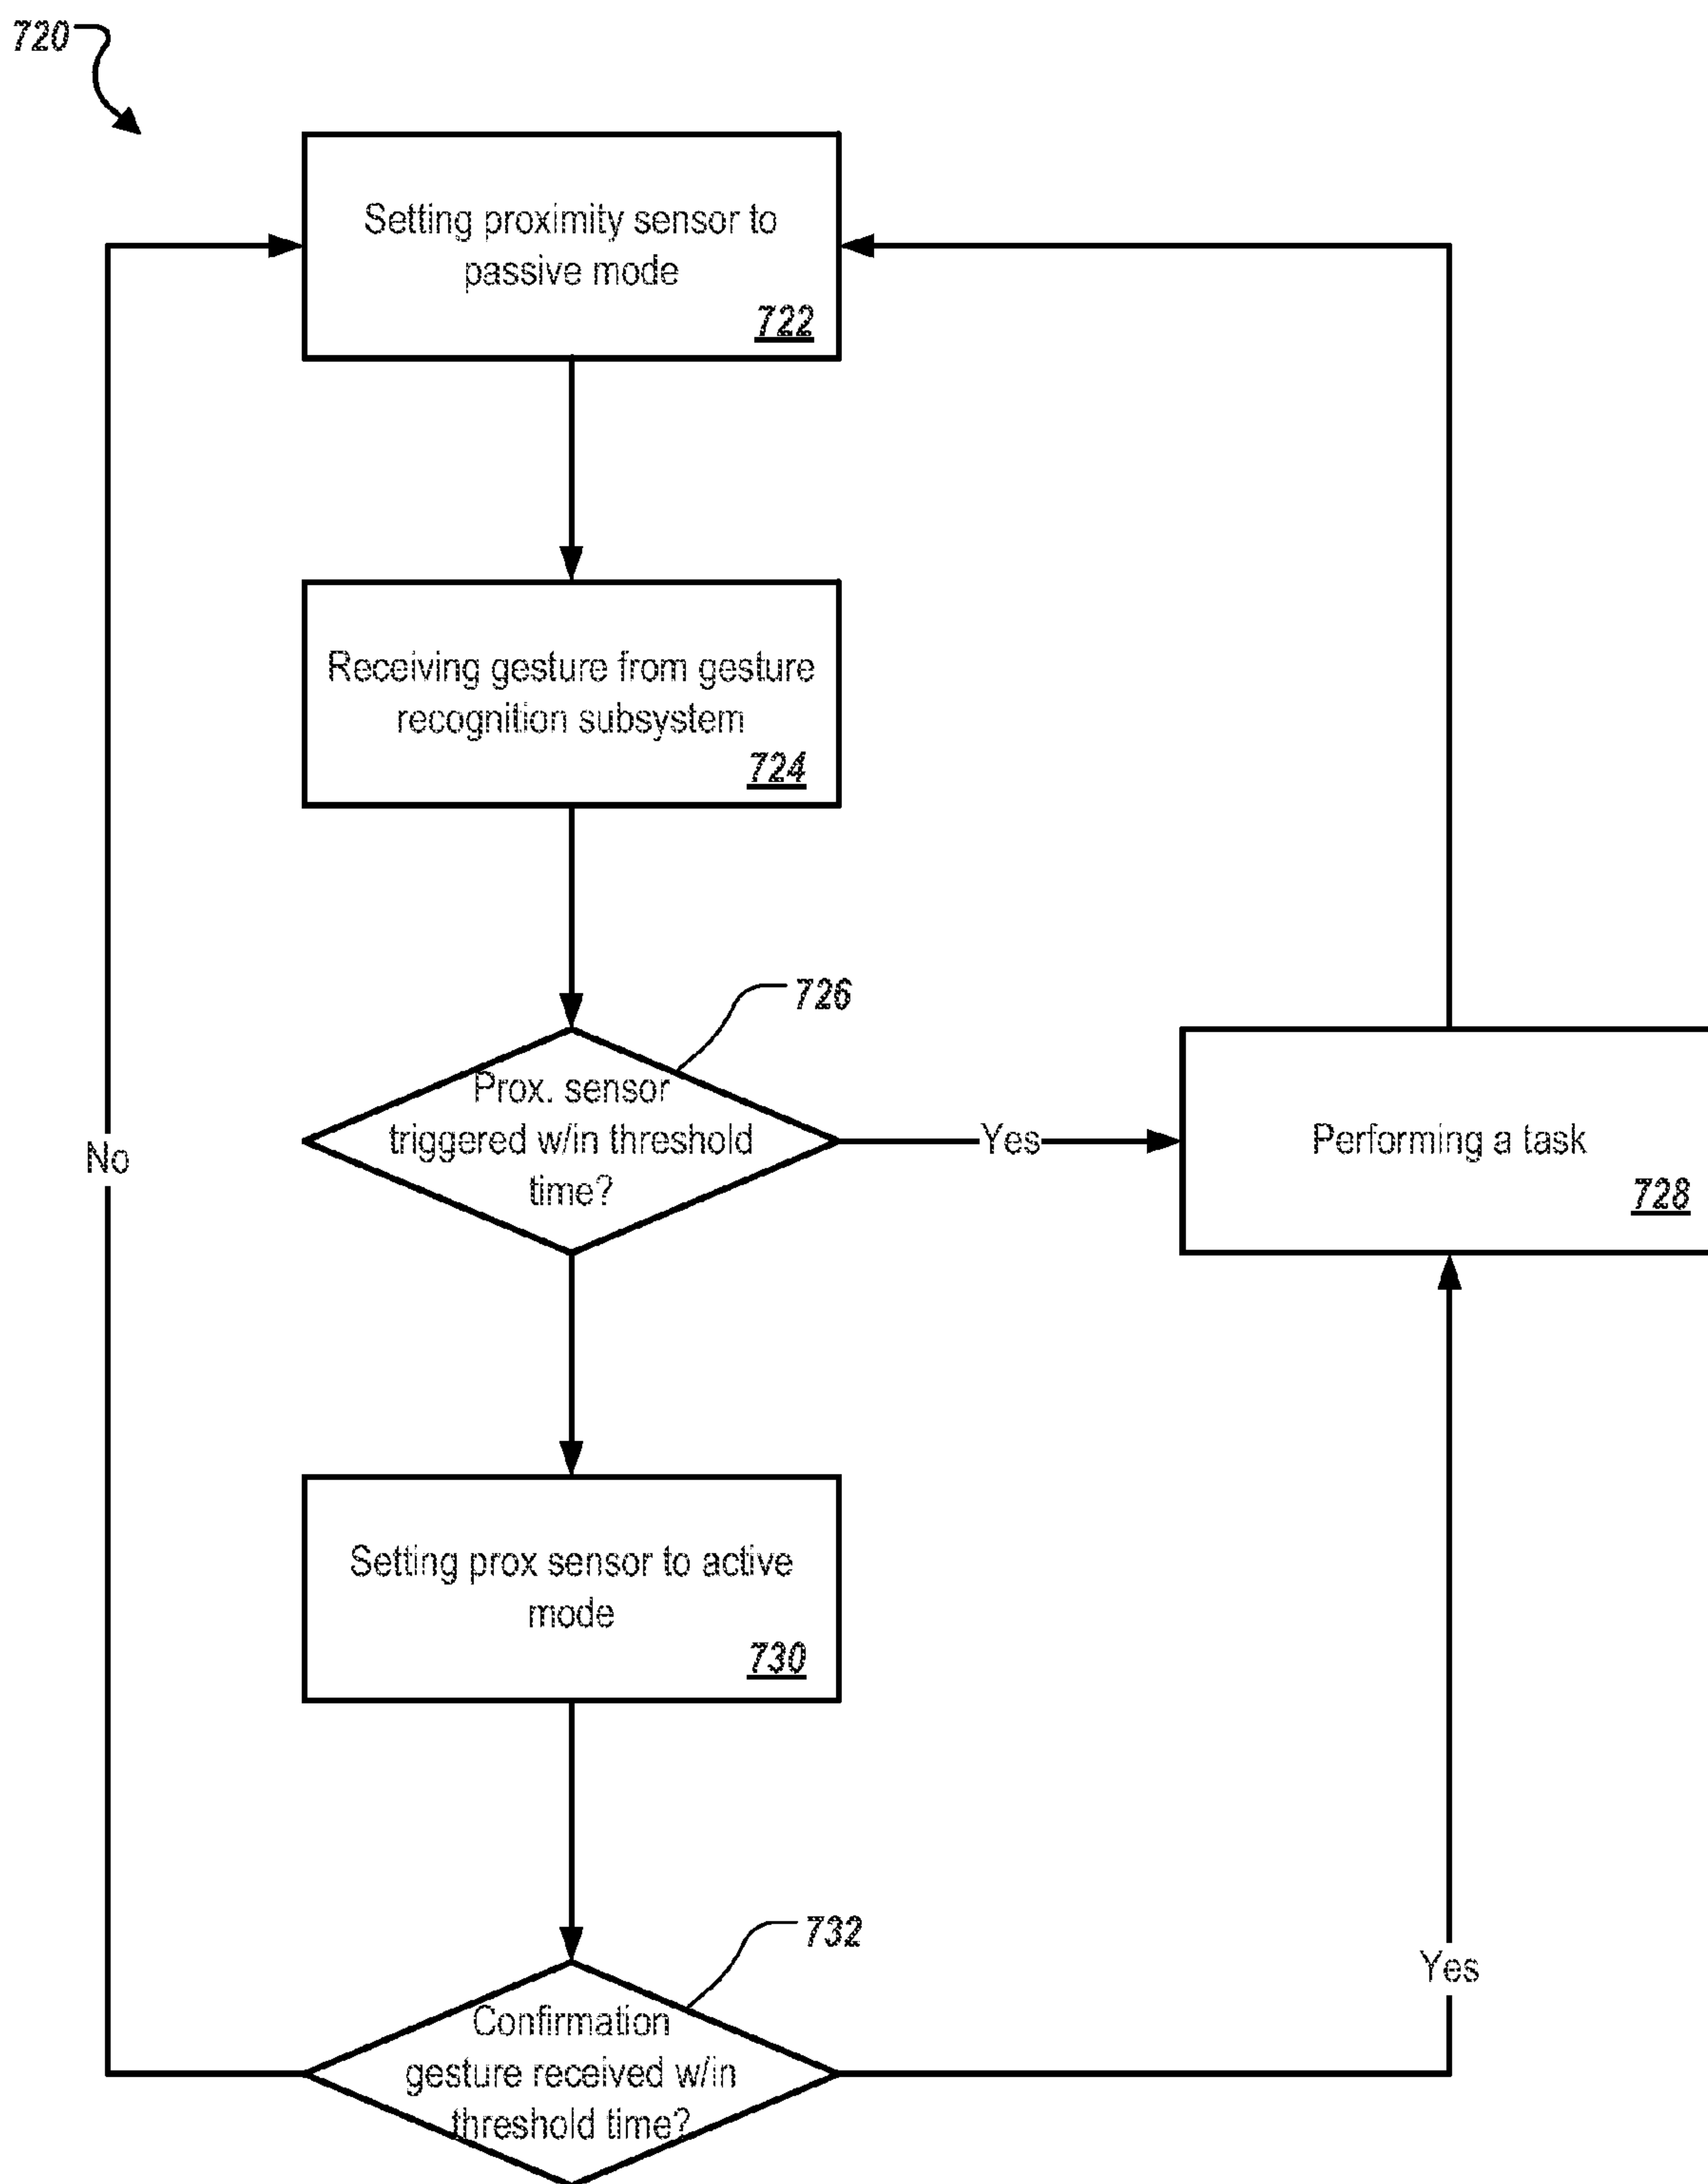 720
Setting proximity sensor to
passive mode
722
Receiving gesture from gesture
recognition subsystem
724
726
Prox. sensor
triggered w/in threshold
time?
Yes
Performing a task
728
No
Setting prox sensor to active
mode
730
732
Confirmation
gesture received w/in
threshold time?
Yes